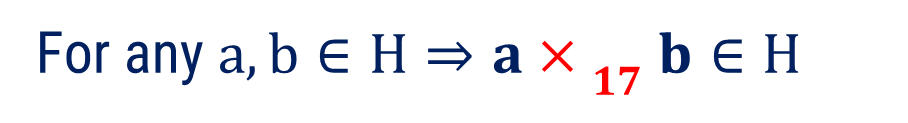 For any a, b ∈ H ⇒ a × ₁₇ b ∈ H